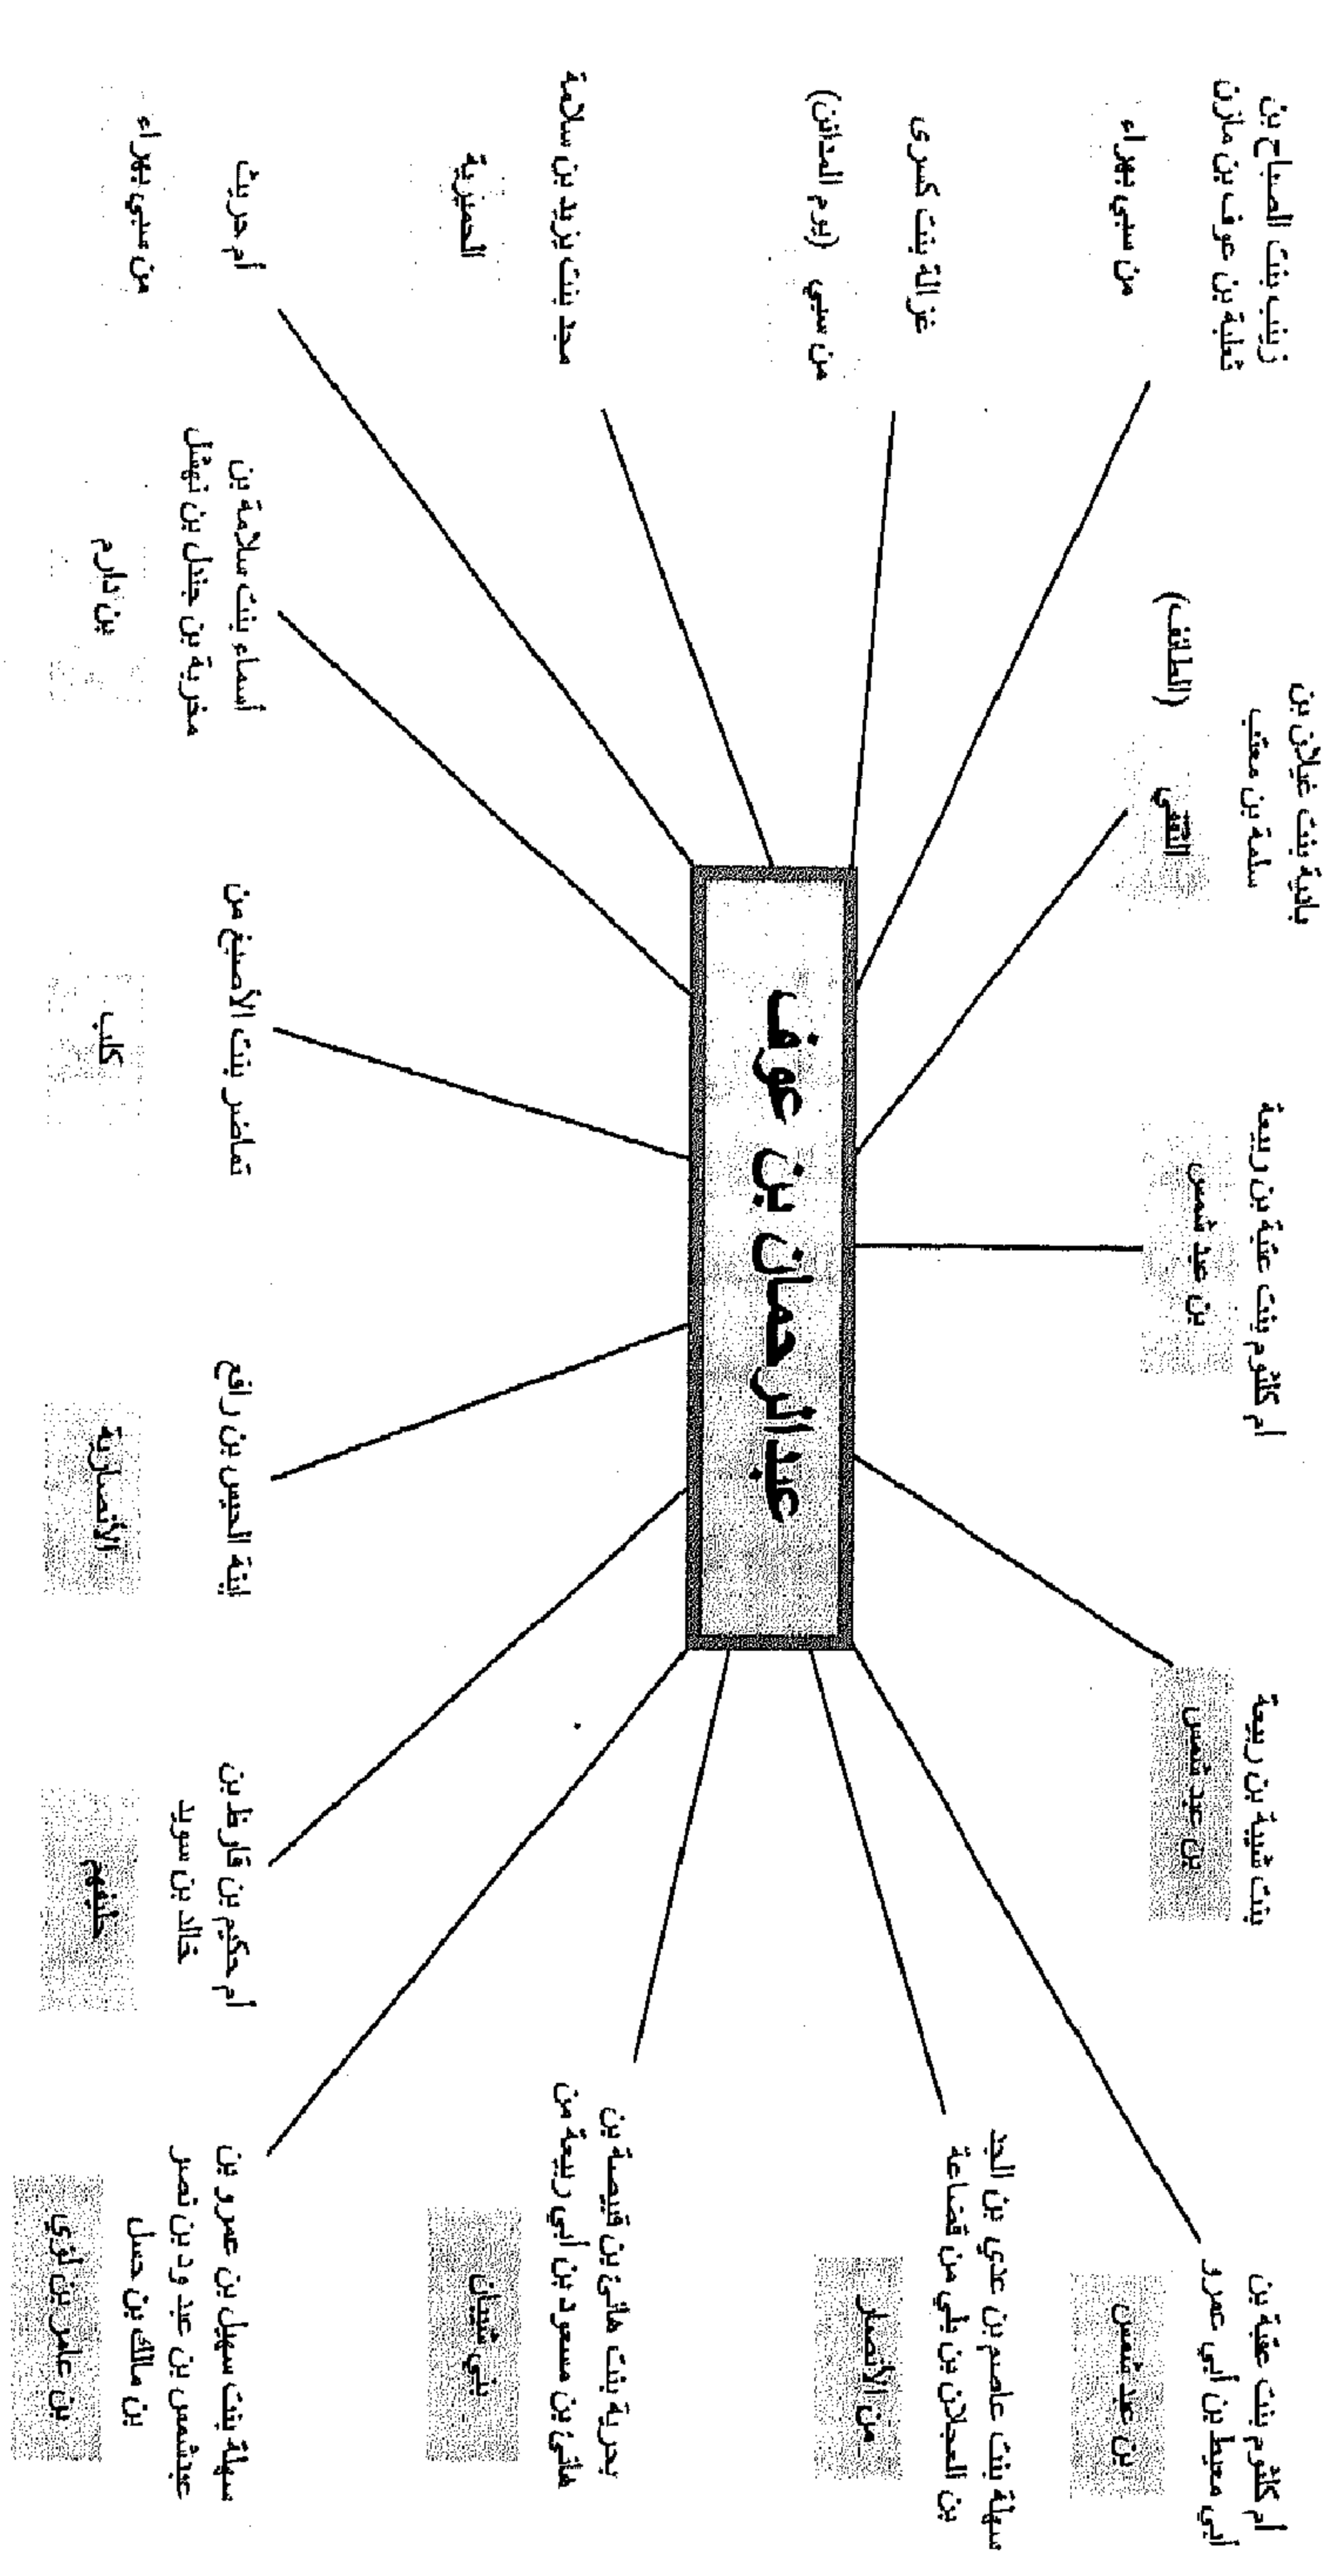 أم كلثوم بنت عقبة بن
أبي معيط بن أبي عمرو
بن عبد شمس
بنت شيبة بن ربيعة
بن عبد شمس
أم كلثوم بنت عتبة بن ربيعة
بن عبد شمس
بادية بنت غيلان بن
سلمة بن معتب
الثقفي (الطائف)
زينب بنت الصباح بن
ثعلبة بن عوف بن مازن
من سبي بهراء
سهلة بنت عاصم بن عدي بن الجد
بن العجلان بن بلي من قضاعة
من الأنصار
غزالة بنت كسرى
من سبي (يوم المدائن)
عبدالرحمان بن عوف
بحرية بنت هانئ بن قبيصة بن
هانئ بن مسعود بن أبي ربيعة من
بني شيبان
مجد بنت يزيد بن سلامة
الحميرية
سهلة بنت سهيل بن عمرو بن
عبدشمس بن عبد ود بن نصر
بن مالك بن حسل
بن عامر بن لؤي
أم حكيم بن قارظ بن
خالد بن سويد
حليفهم
ابنة الحيس بن رافع
الأنصارية
تماضر بنت الأصبغ من
كلب
أسماء بنت سلامة بن
مخربة بن جندل بن نهشل
بن دارم
أم حريث
من سبي بهراء